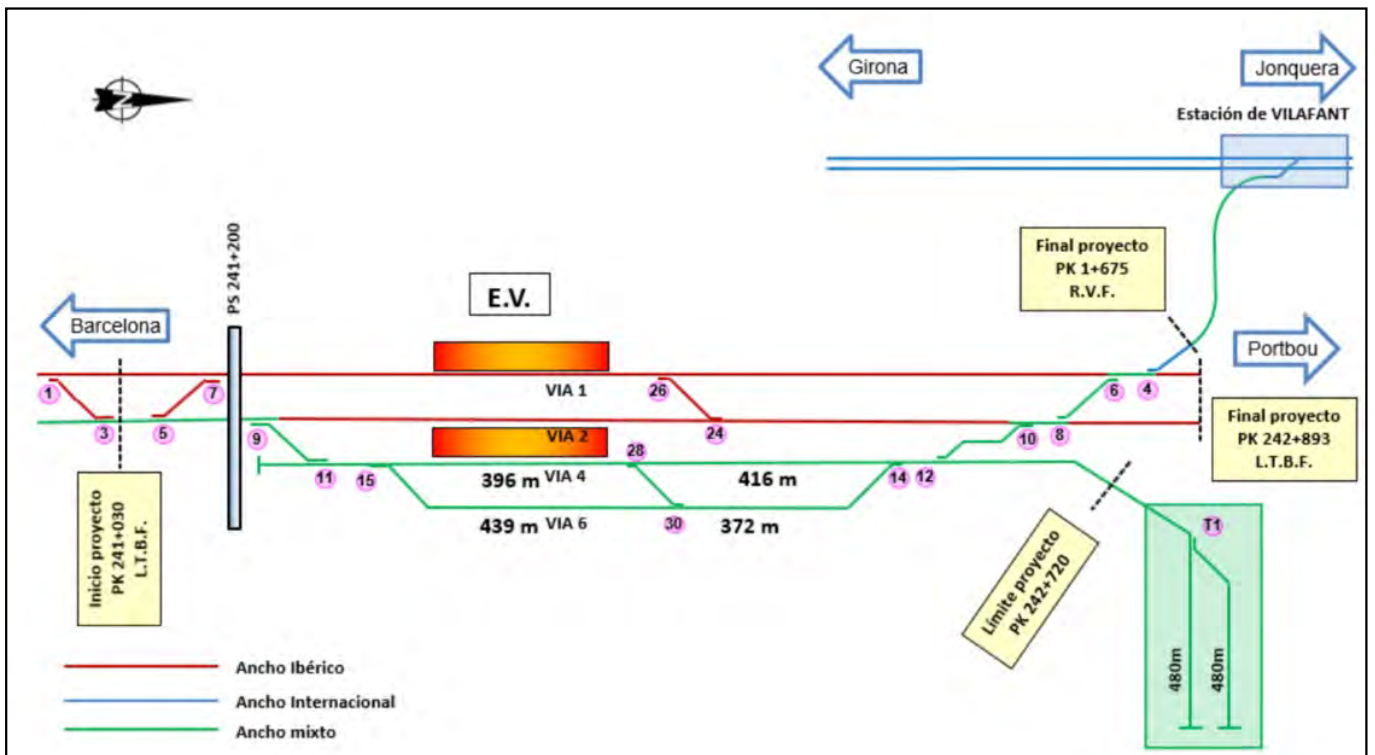 Girona
Jonquera
Estación de VILAFANT
N
PS 241+200
Final proyecto
PK 1+675
R.V.F.
E.V.
Barcelona
Portbou
1
7
VIA 1
26
6
4
3
5
9
VIA 2
24
10
8
Final proyecto
PK 242+893
L.T.B.F.
28
11
15
396 m
VIA 4
416 m
14
12
439 m
VIA 6
30
372 m
T1
Inicio proyecto
PK 241+030
L.T.B.F.
Límite proyecto
PK 242+720
480m
480m
Ancho Ibérico
Ancho Internacional
Ancho mixto